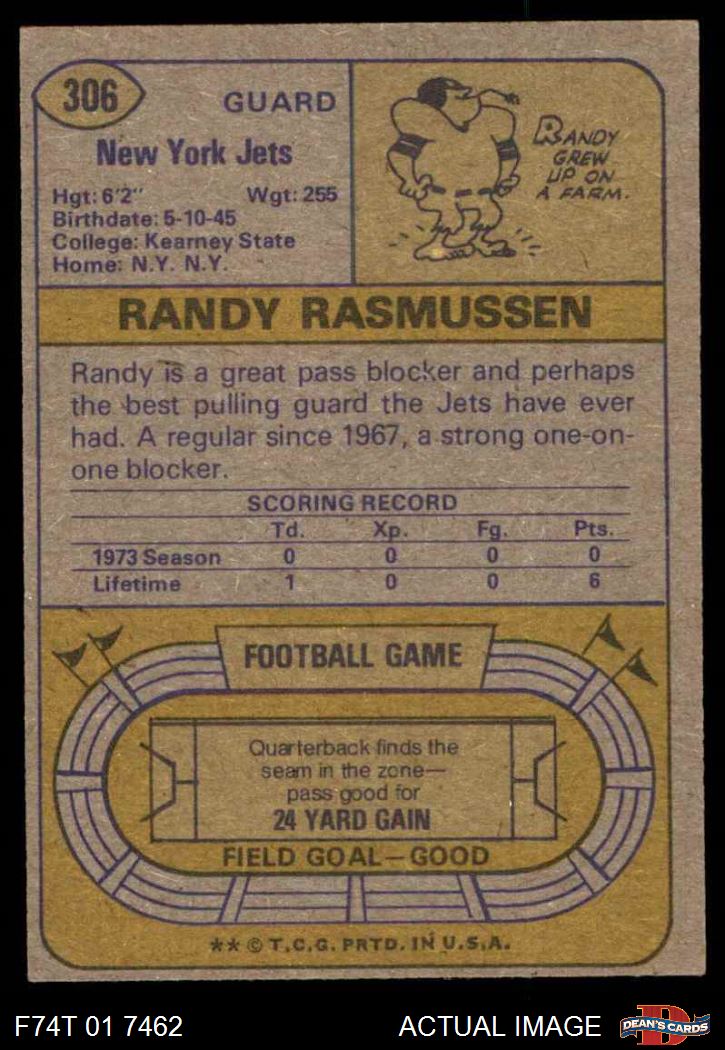 306
GUARD
New York Jets
Hgt: 6'2" Wgt: 255
Birthdate: 5-10-45
College: Kearney State
Home: N.Y. N.Y.
RANDY
GREW
UP ON
A FARM.
RANDY RASMUSSEN
Randy is a great pass blocker and perhaps
the best pulling guard the Jets have ever
had. A regular since 1967, a strong one-on-
one blocker.
SCORING RECORD
Td. Xp. Fg. Pts.
1973 Season 0 0 0 0
Lifetime 1 0 0 6
FOOTBALL GAME
Quarterback finds the
seam in the zone—
pass good for
24 YARD GAIN
FIELD GOAL—GOOD
** © T.C.G. PRTD. IN U.S.A.
F74T 01 7462 ACTUAL IMAGE
D
DEAN'S CARDS